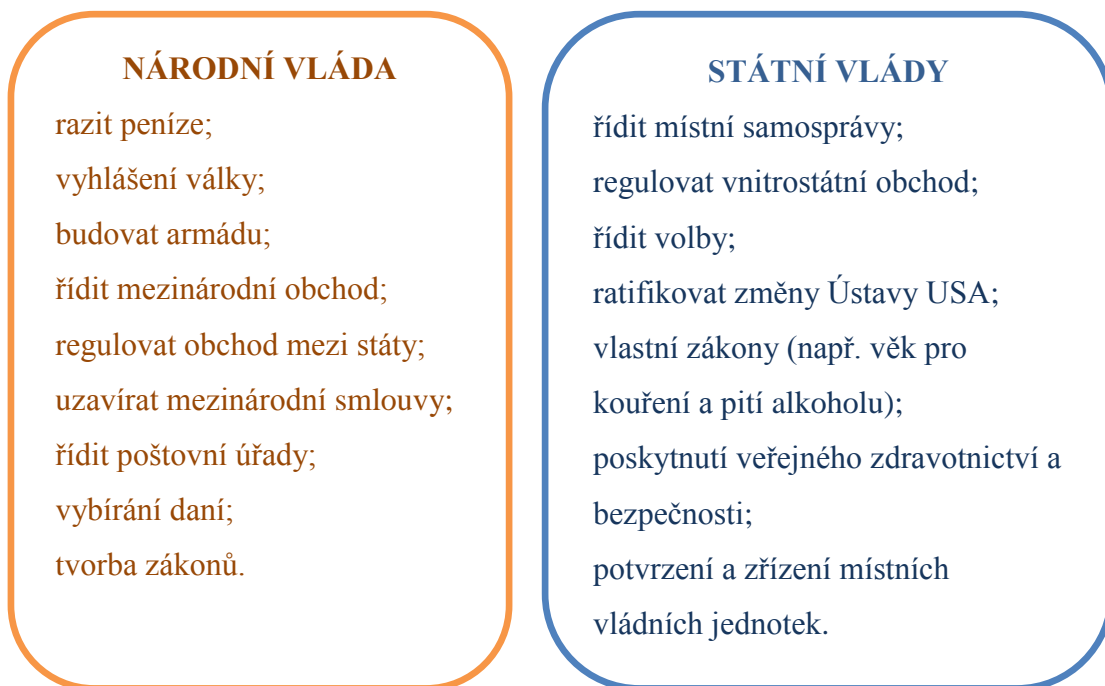 NÁRODNÍ VLÁDA
razit peníze;
vyhlášení války;
budovat armádu;
řídit mezinárodní obchod;
regulovat obchod mezi státy;
uzavírat mezinárodní smlouvy;
řídit poštovní úřady;
vybírání daní;
tvorba zákonů.
STÁTNÍ VLÁDY
řídit místní samosprávy;
regulovat vnitrostátní obchod;
řídit volby;
ratifikovat změny Ústavy USA;
vlastní zákony (např. věk pro
kouření a pití alkoholu);
poskytnutí veřejného zdravotnictví a
bezpečnosti;
potvrzení a zřízení místních
vládních jednotek.